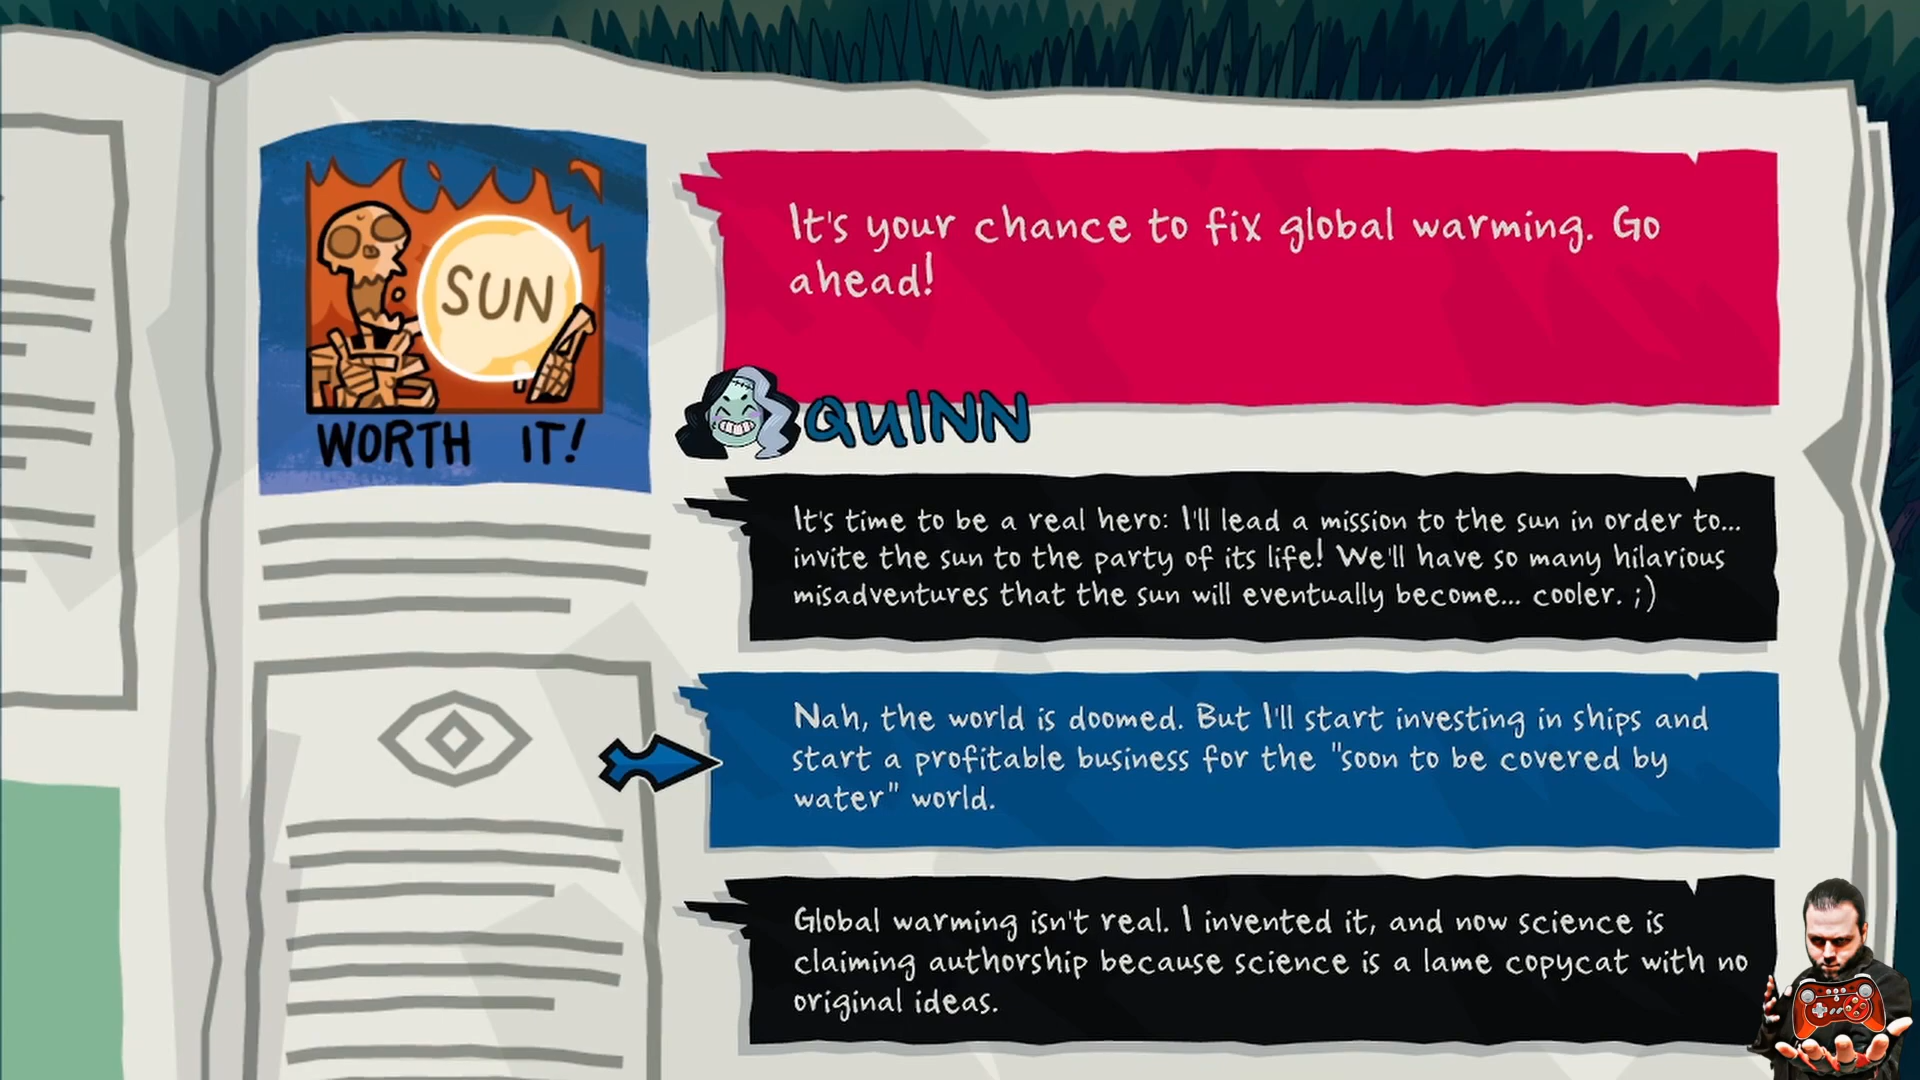 SUN
WORTH IT!
It's your chance to fix global warming. Go
ahead!
QUINN
It's time to be a real hero: I'll lead a mission to the sun in order to...
invite the sun to the party of its life! We'll have so many hilarious
misadventures that the sun will eventually become... cooler. ;)
Nah, the world is doomed. But I'll start investing in ships and
start a profitable business for the "soon to be covered by
water" world.
Global warming isn't real. I invented it, and now science is
claiming authorship because science is a lame copycat with no
original ideas.